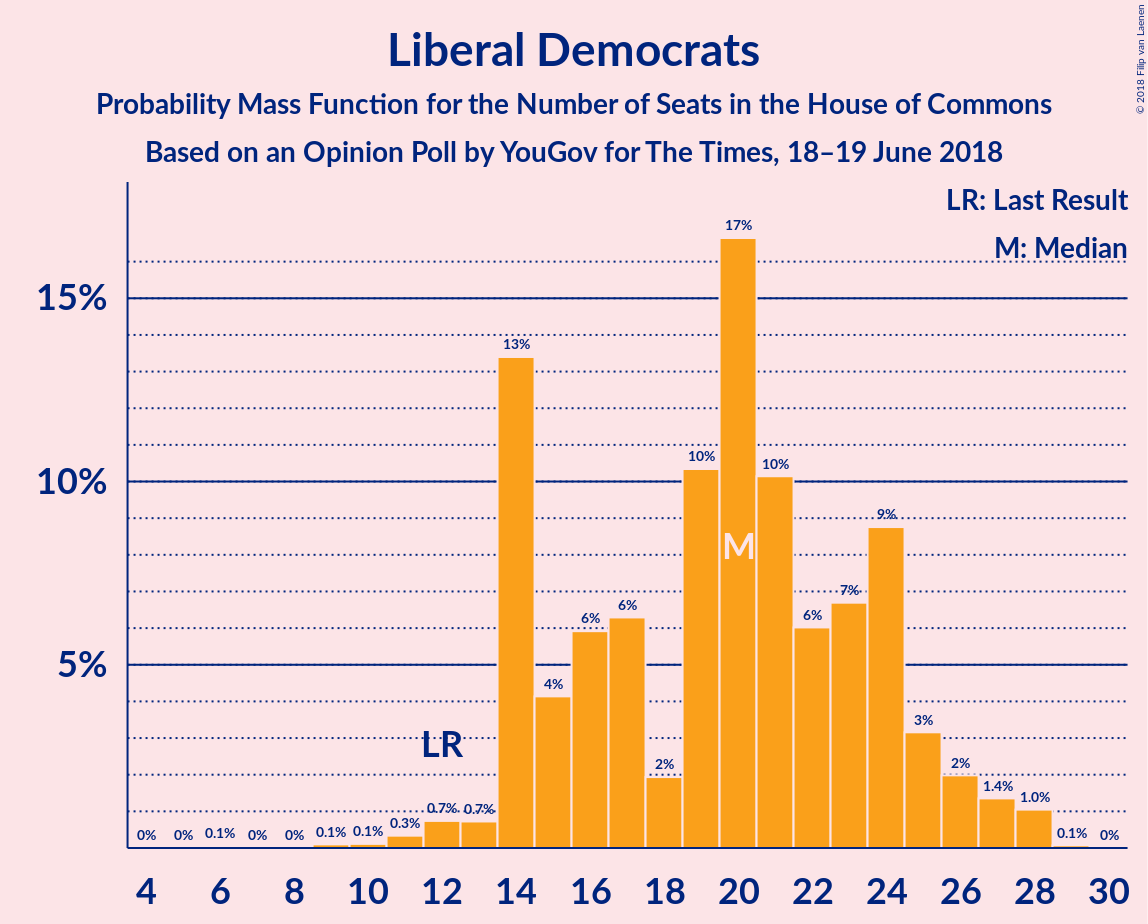 Liberal Democrats
Probability Mass Function for the Number of Seats in the House of Commons
Based on an Opinion Poll by YouGov for The Times, 18–19 June 2018
© 2018 Filip van Laenen
LR: Last Result
M: Median
15%
10%
5%
0% 0% 0.1% 0% 0% 0.1% 0.1% 0.3% 0.7% 0.7% 13% 4% 6% 6% 2% 10% 17% 10% 6% 7% 9% 3% 2% 1.4% 1.0% 0.1% 0%
LR
M
4 6 8 10 12 14 16 18 20 22 24 26 28 30